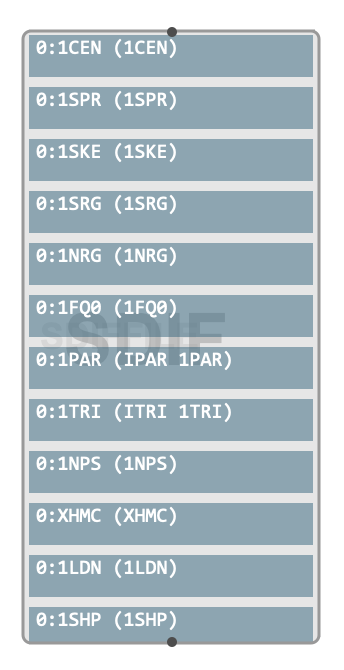 0:1CEN (1CEN)
0:1SPR (1SPR)
0:1SKE (1SKE)
0:1SRG (1SRG)
0:1NRG (1NRG)
0:1FQ0 (1FQ0)
SDIF
0:1PAR (IPAR 1PAR)
0:1TRI (ITRI 1TRI)
0:1NPS (1NPS)
0:XHMC (XHMC)
0:1LDN (1LDN)
0:1SHP (1SHP)